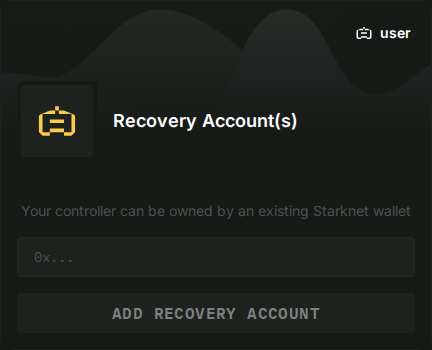 user
Recovery Account(s)
Your controller can be owned by an existing Starknet wallet
0x...
ADD RECOVERY ACCOUNT